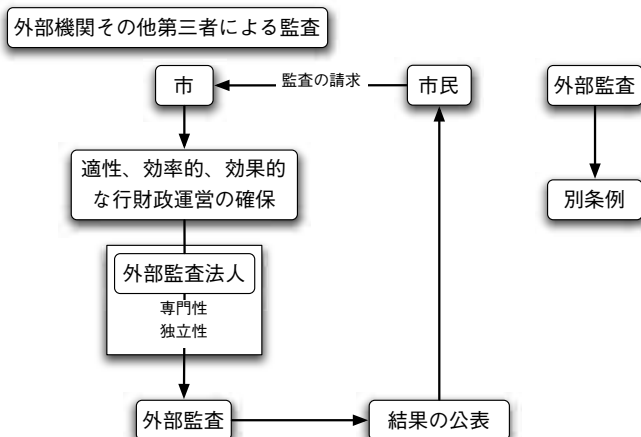 外部機関その他第三者による監査
市
監査の請求
市民
外部監査
適性、効率的、効果的
な行財政運営の確保
別条例
外部監査法人
専門性
独立性
外部監査
結果の公表